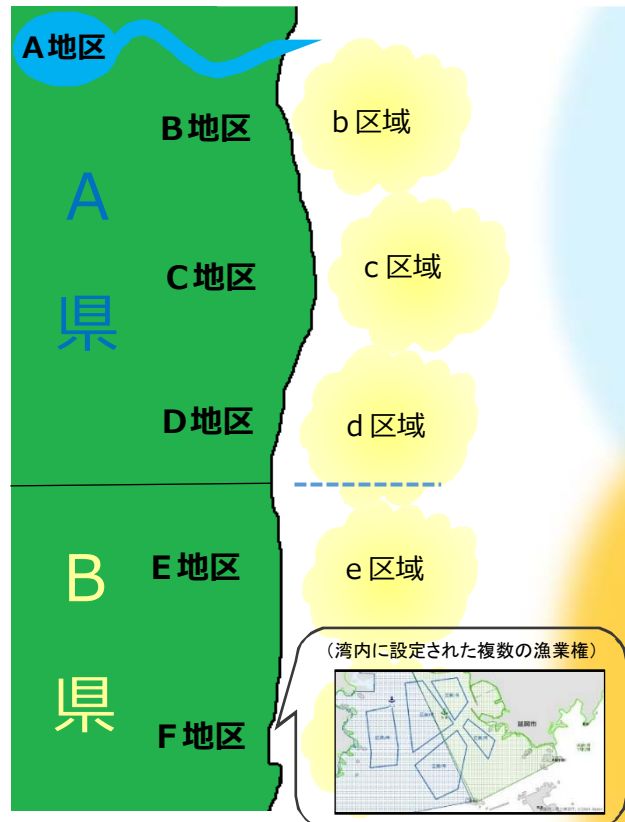 A地区
B地区
b区域
A
県
C地区
c区域
D地区
d区域
B
県
E地区
e区域
(湾内に設定された複数の漁業権)
延岡市
F地区